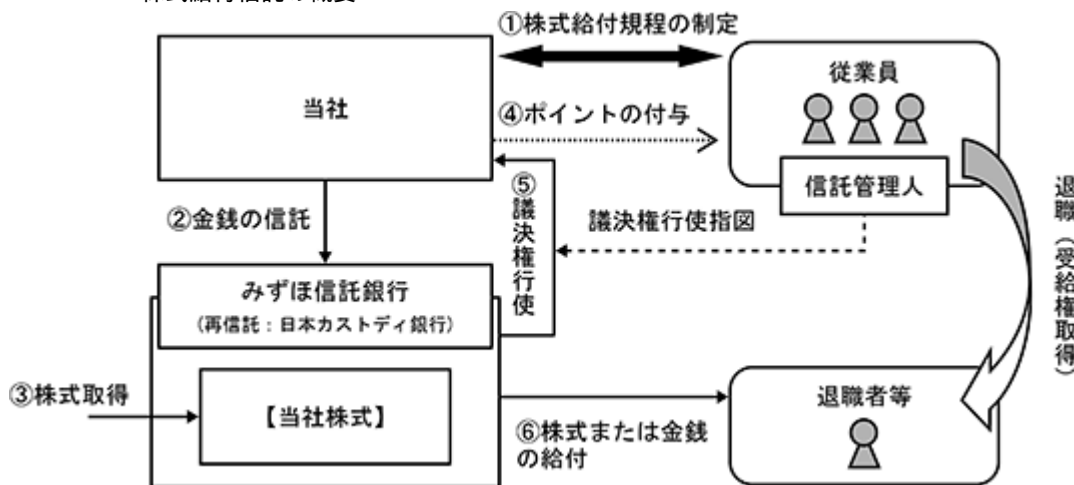 ①株式給付規程の制定
当社
従業員
④ポイントの付与
信託管理人
②金銭の信託
⑤議決権行使
議決権行使指図
退職（受給権取得）
みずほ信託銀行
（再信託：日本カストディ銀行）
③株式取得
【当社株式】
退職者等
⑥株式または金銭
の給付